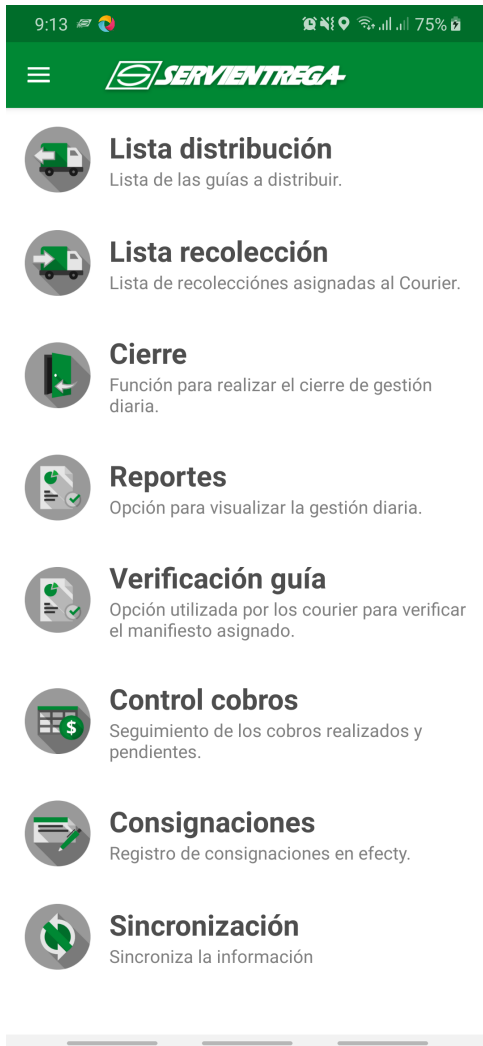 9:13
75%
SERVIENTREGA
Lista distribución
Lista de las guías a distribuir.
Lista recolección
Lista de recolecciónes asignadas al Courier.
Cierre
Función para realizar el cierre de gestión
diaria.
Reportes
Opción para visualizar la gestión diaria.
Verificación guía
Opción utilizada por los courier para verificar
el manifiesto asignado.
Control cobros
Seguimiento de los cobros realizados y
pendientes.
Consignaciones
Registro de consignaciones en efecty.
Sincronización
Sincroniza la información